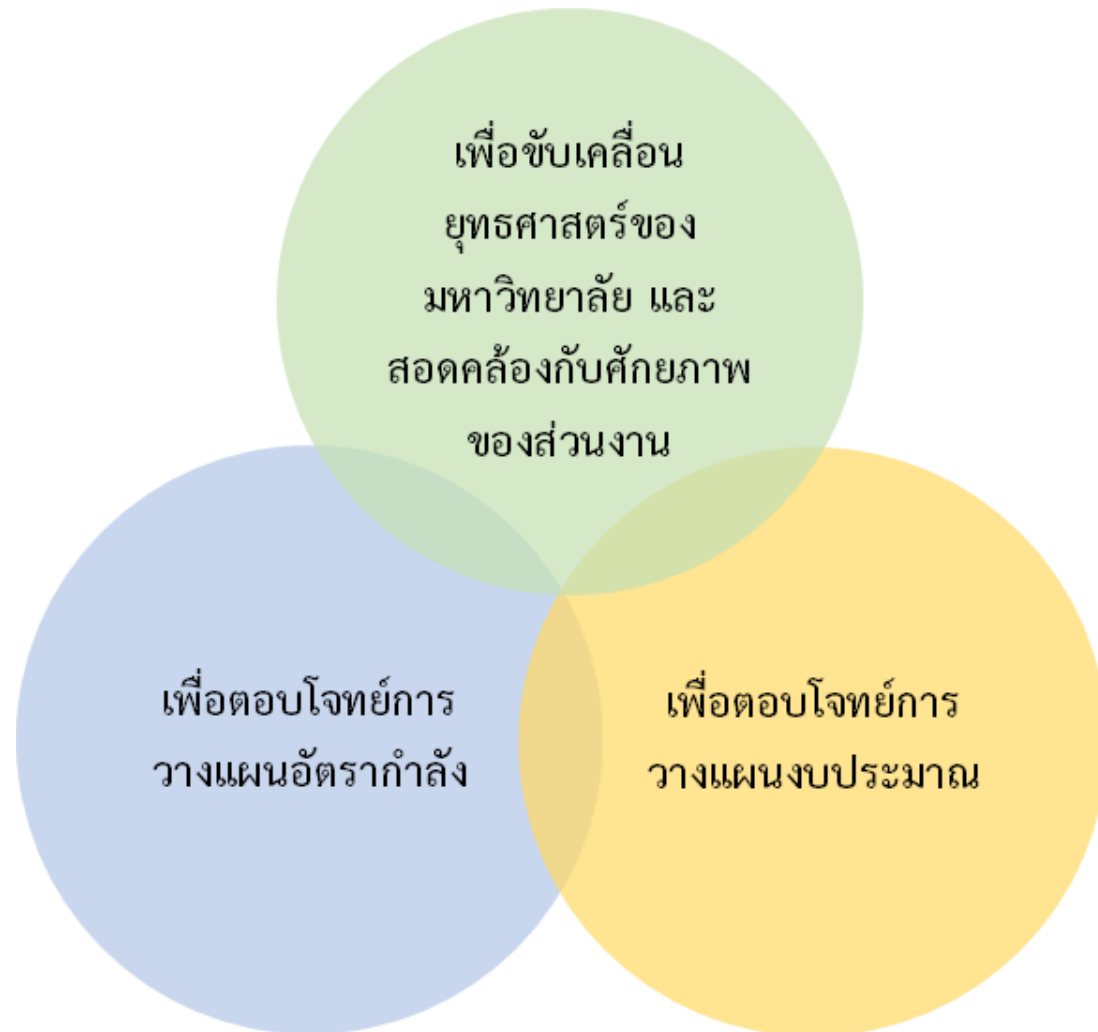 เพื่อขับเคลื่อน
ยุทธศาสตร์ของ
มหาวิทยาลัย และ
สอดคล้องกับศักยภาพ
ของส่วนงาน
เพื่อตอบโจทย์การ
วางแผนอัตรากำลัง
เพื่อตอบโจทย์การ
วางแผนงบประมาณ